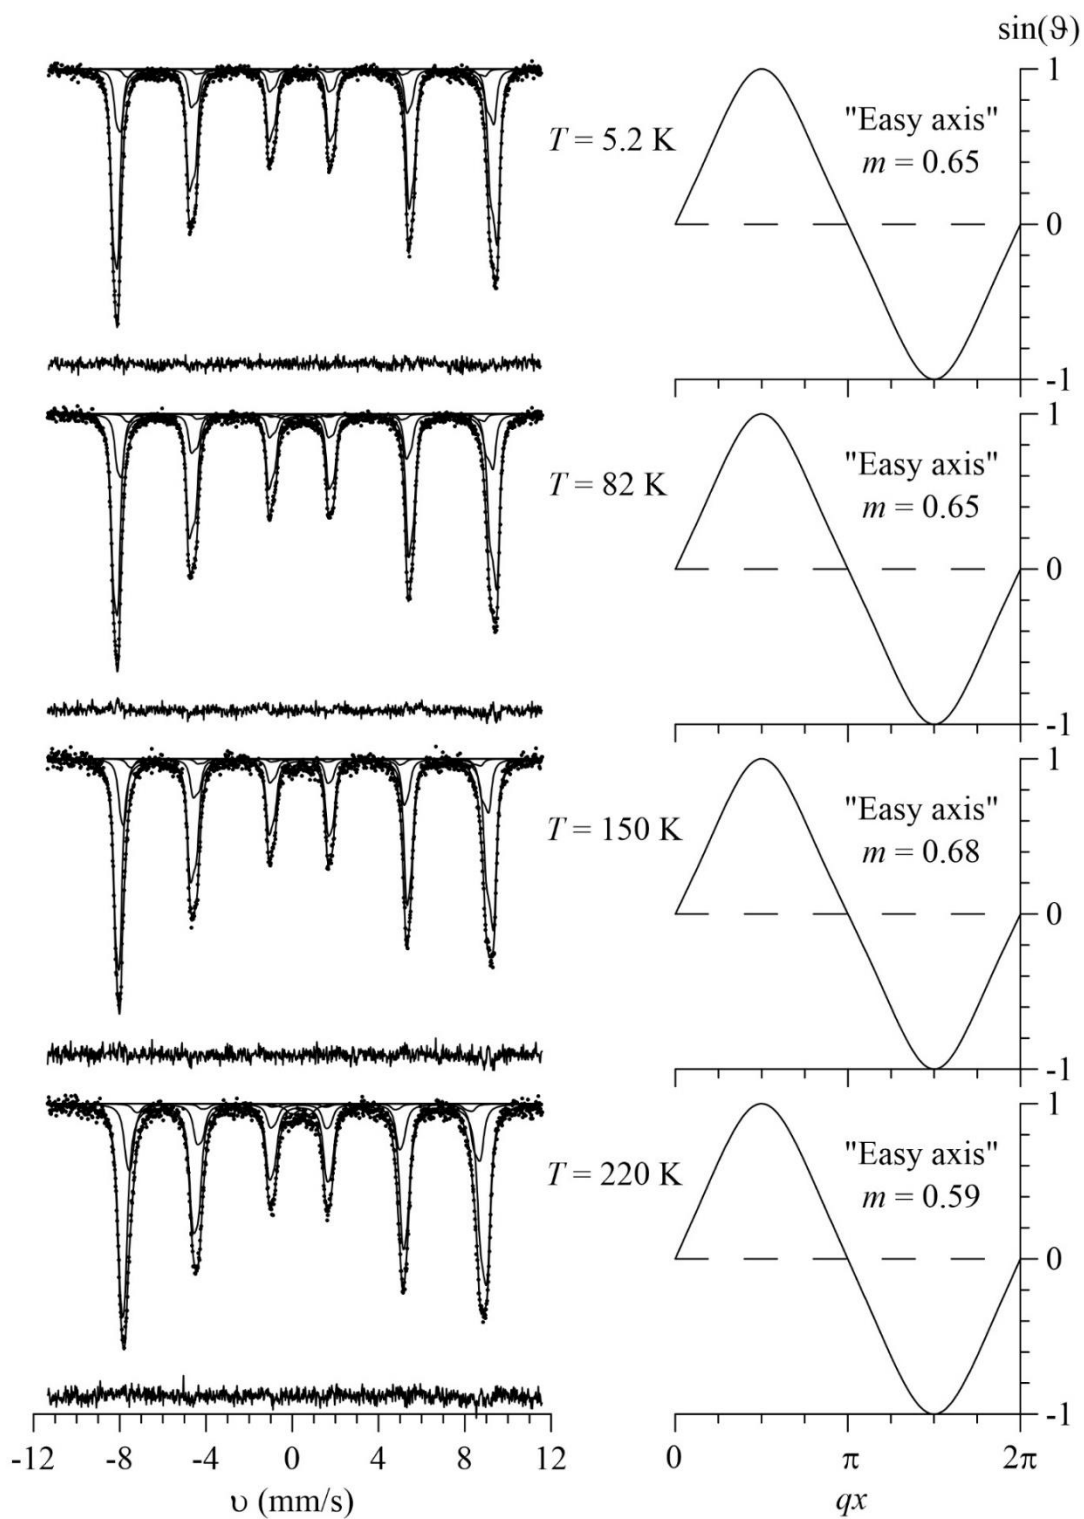 sin(ϑ)
1
"Easy axis"
T = 5.2 K
m = 0.65
0
-1
1
"Easy axis"
T = 82 K
m = 0.65
0
-1
1
"Easy axis"
T = 150 K
m = 0.68
0
-1
1
"Easy axis"
T = 220 K
m = 0.59
0
-1
-12 -8 -4 0 4 8 12
0 π 2π
υ (mm/s)
qx